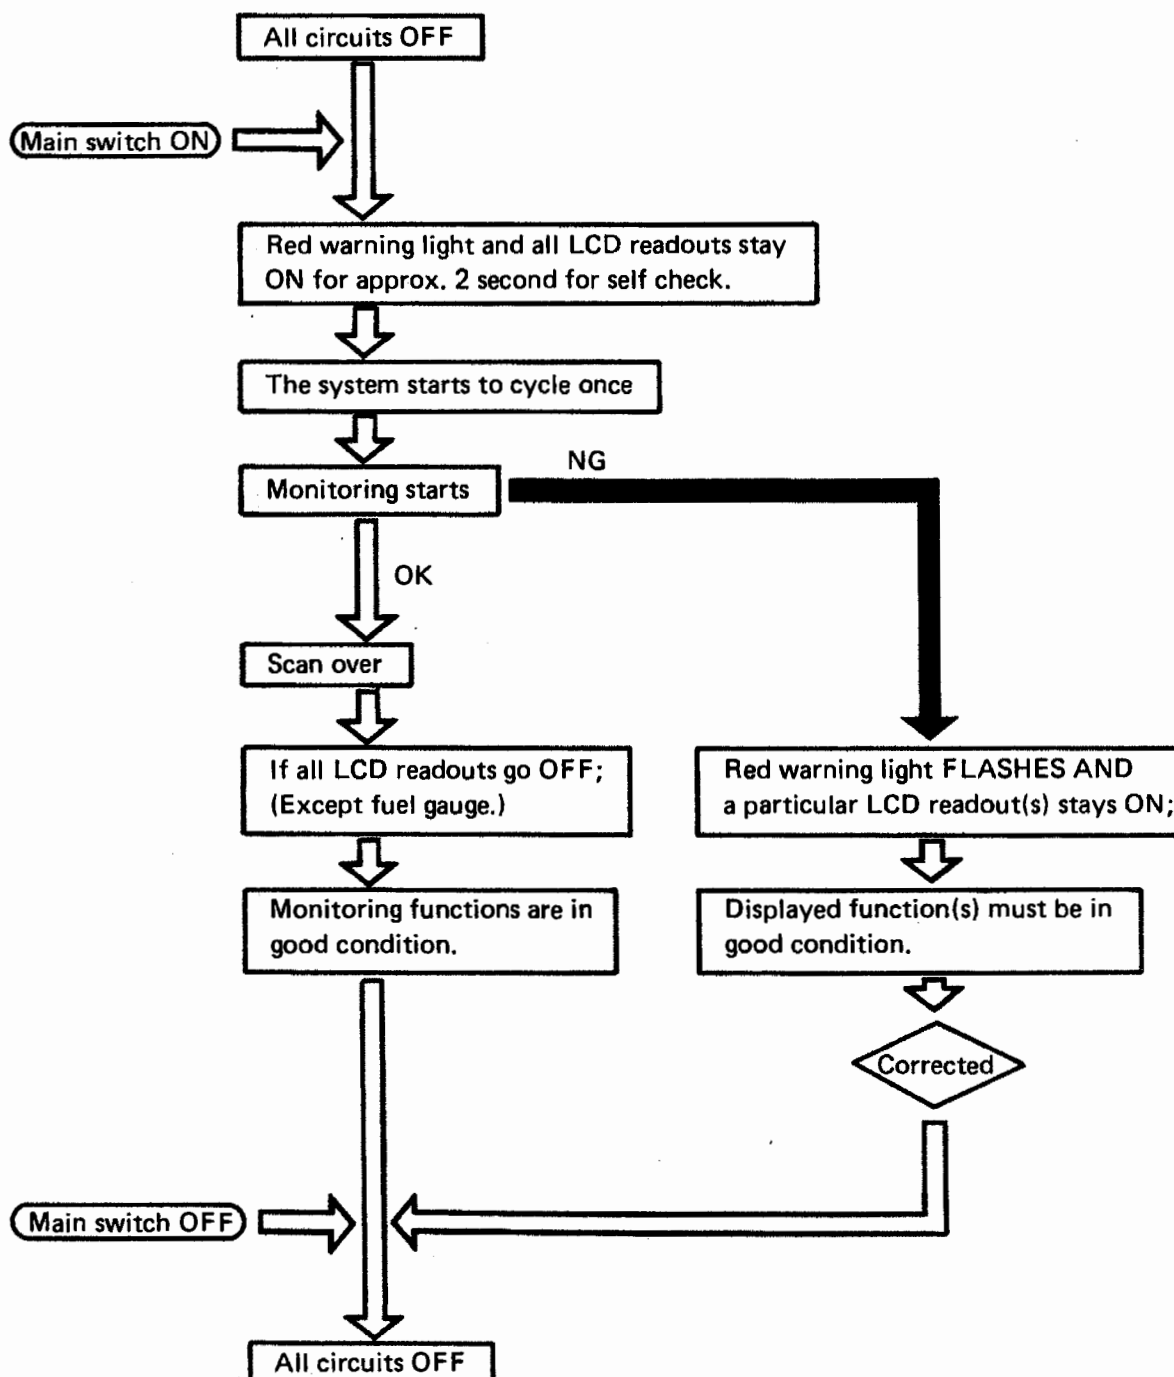 All circuits OFF
Main switch ON
Red warning light and all LCD readouts stay
ON for approx. 2 second for self check.
The system starts to cycle once
NG
Monitoring starts
OK
Scan over
If all LCD readouts go OFF;
(Except fuel gauge.)
Red warning light FLASHES AND
a particular LCD readout(s) stays ON;
Monitoring functions are in
good condition.
Displayed function(s) must be in
good condition.
Corrected
Main switch OFF
All circuits OFF